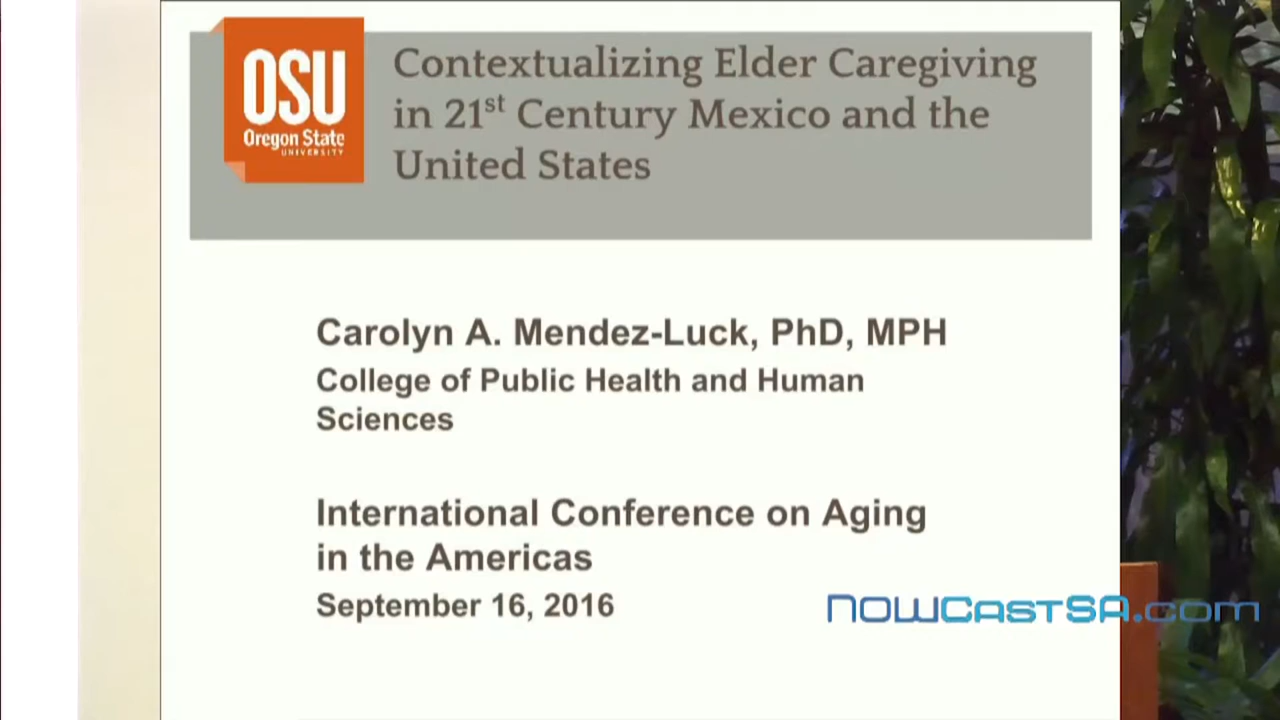 OSU
Oregon State
UNIVERSITY
Contextualizing Elder Caregiving
in 21st Century Mexico and the
United States
Carolyn A. Mendez-Luck, PhD, MPH
College of Public Health and Human
Sciences
International Conference on Aging
in the Americas
September 16, 2016
NOWCastSA.com